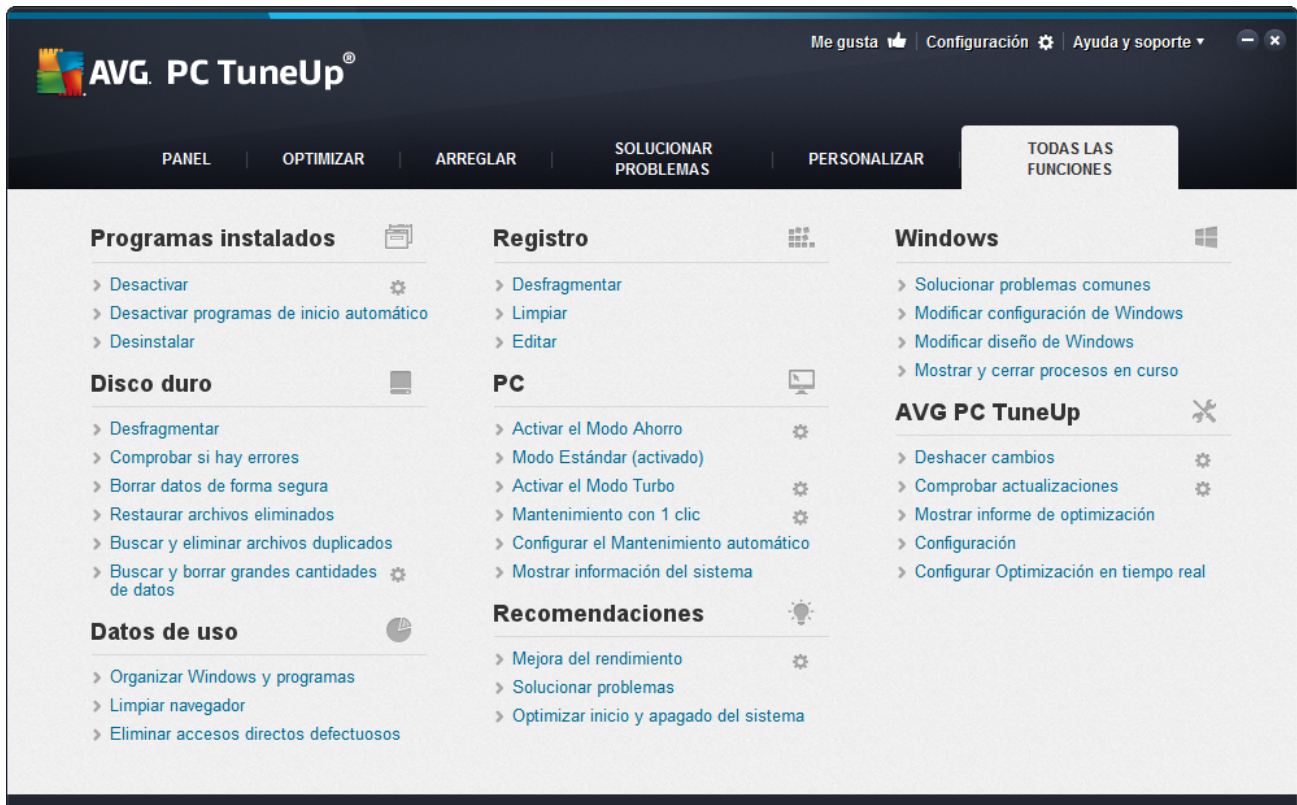 Me gusta
Configuración
Ayuda y soporte
AVG. PC TuneUp®
PANEL
OPTIMIZAR
ARREGLAR
SOLUCIONAR
PROBLEMAS
PERSONALIZAR
TODAS LAS
FUNCIONES
Programas instalados
Desactivar
Desactivar programas de inicio automático
Desinstalar
Disco duro
Desfragmentar
Comprobar si hay errores
Borrar datos de forma segura
Restaurar archivos eliminados
Buscar y eliminar archivos duplicados
Buscar y borrar grandes cantidades
de datos
Datos de uso
Organizar Windows y programas
Limpiar navegador
Eliminar accesos directos defectuosos
Registro
Desfragmentar
Limpiar
Editar
PC
Activar el Modo Ahorro
Modo Estándar (activado)
Activar el Modo Turbo
Mantenimiento con 1 clic
Configurar el Mantenimiento automático
Mostrar información del sistema
Recomendaciones
Mejora del rendimiento
Solucionar problemas
Optimizar inicio y apagado del sistema
Windows
Solucionar problemas comunes
Modificar configuración de Windows
Modificar diseño de Windows
Mostrar y cerrar procesos en curso
AVG PC TuneUp
Deshacer cambios
Comprobar actualizaciones
Mostrar informe de optimización
Configuración
Configurar Optimización en tiempo real